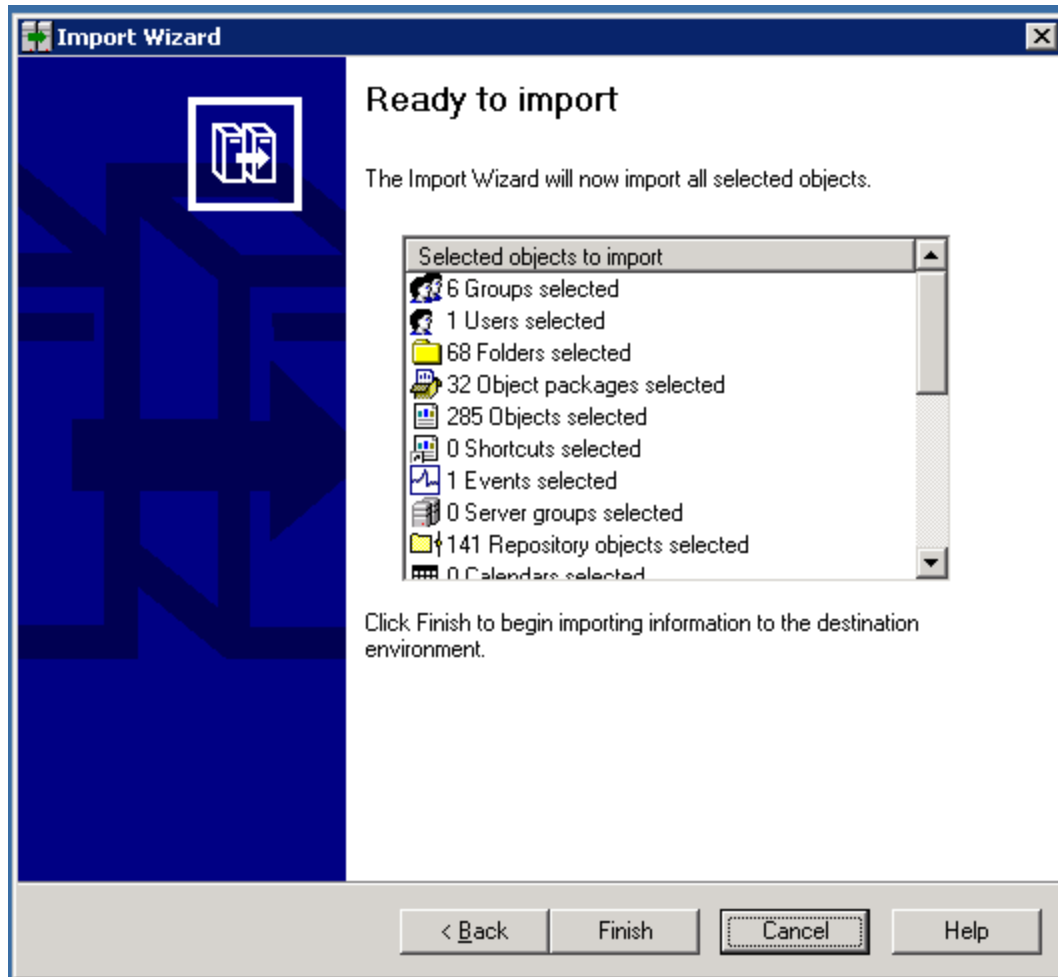 Import Wizard
Ready to import
The Import Wizard will now import all selected objects.
Selected objects to import
6 Groups selected
1 Users selected
68 Folders selected
32 Object packages selected
285 Objects selected
0 Shortcuts selected
1 Events selected
0 Server groups selected
141 Repository objects selected
0 Calendars selected
Click Finish to begin importing information to the destination
environment.
< Back
Finish
Cancel
Help